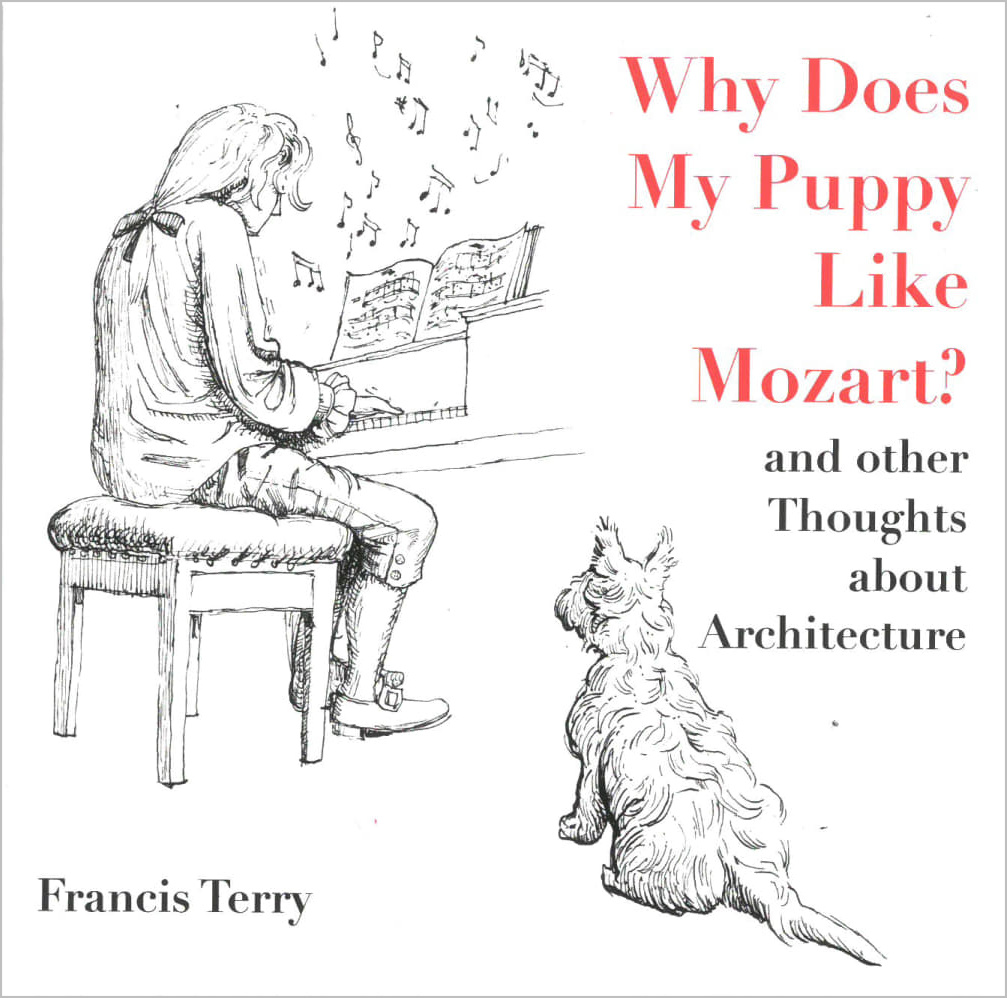 Why Does
My Puppy
Like
Mozart?
and other
Thoughts
about
Architecture
Francis Terry